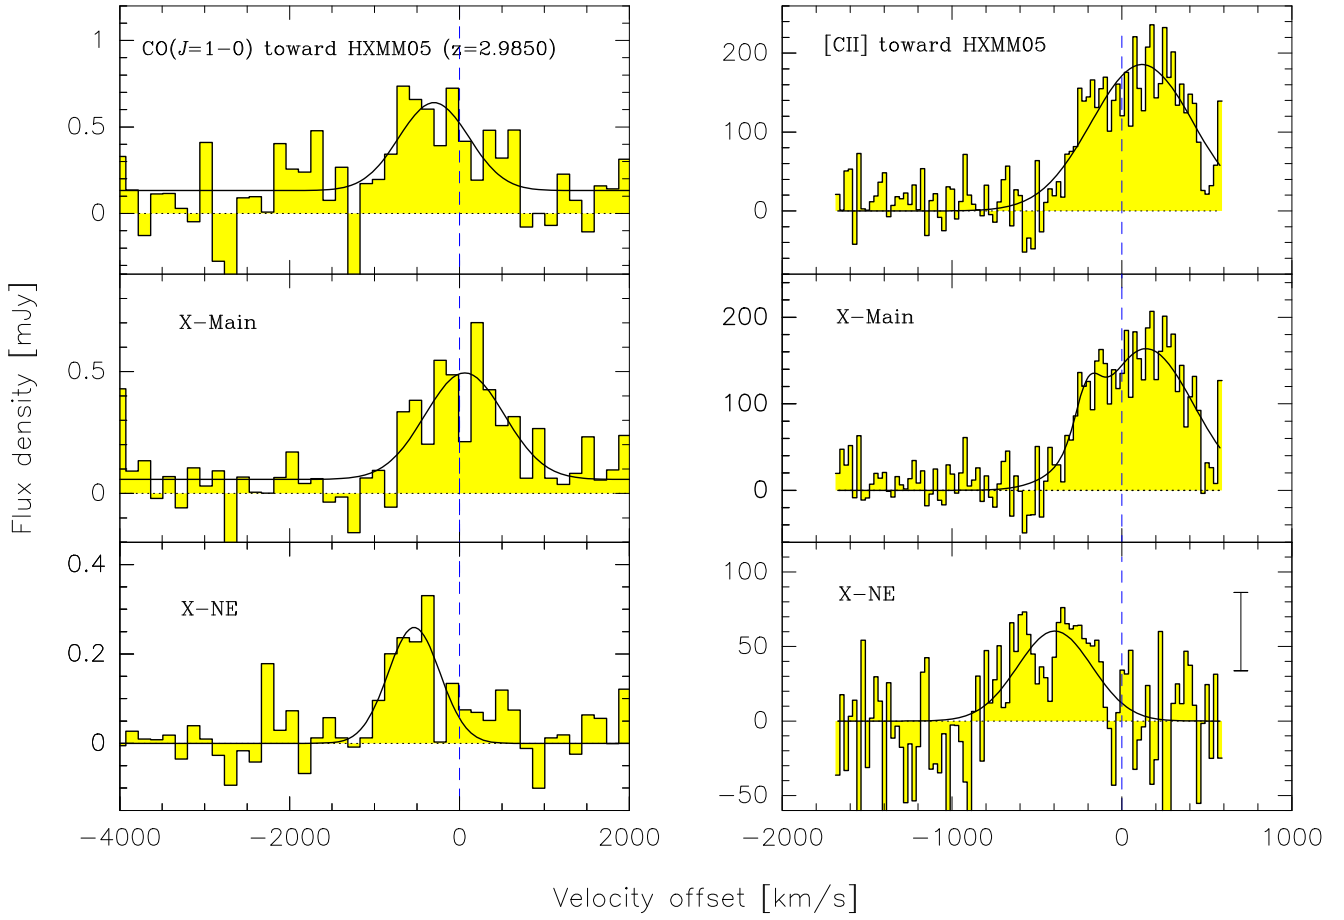 CO(J=1−0) toward HXMM05 (z=2.9850)
1
0.5
0
X−Main
0.5
0
X−NE
0.4
0.2
0
−4000 −2000 0 2000
[CII] toward HXMM05
200
100
0
X−Main
200
100
0
X−NE
100
50
0
−50
−2000 −1000 0 1000
Flux density [mJy]
Velocity offset [km/s]